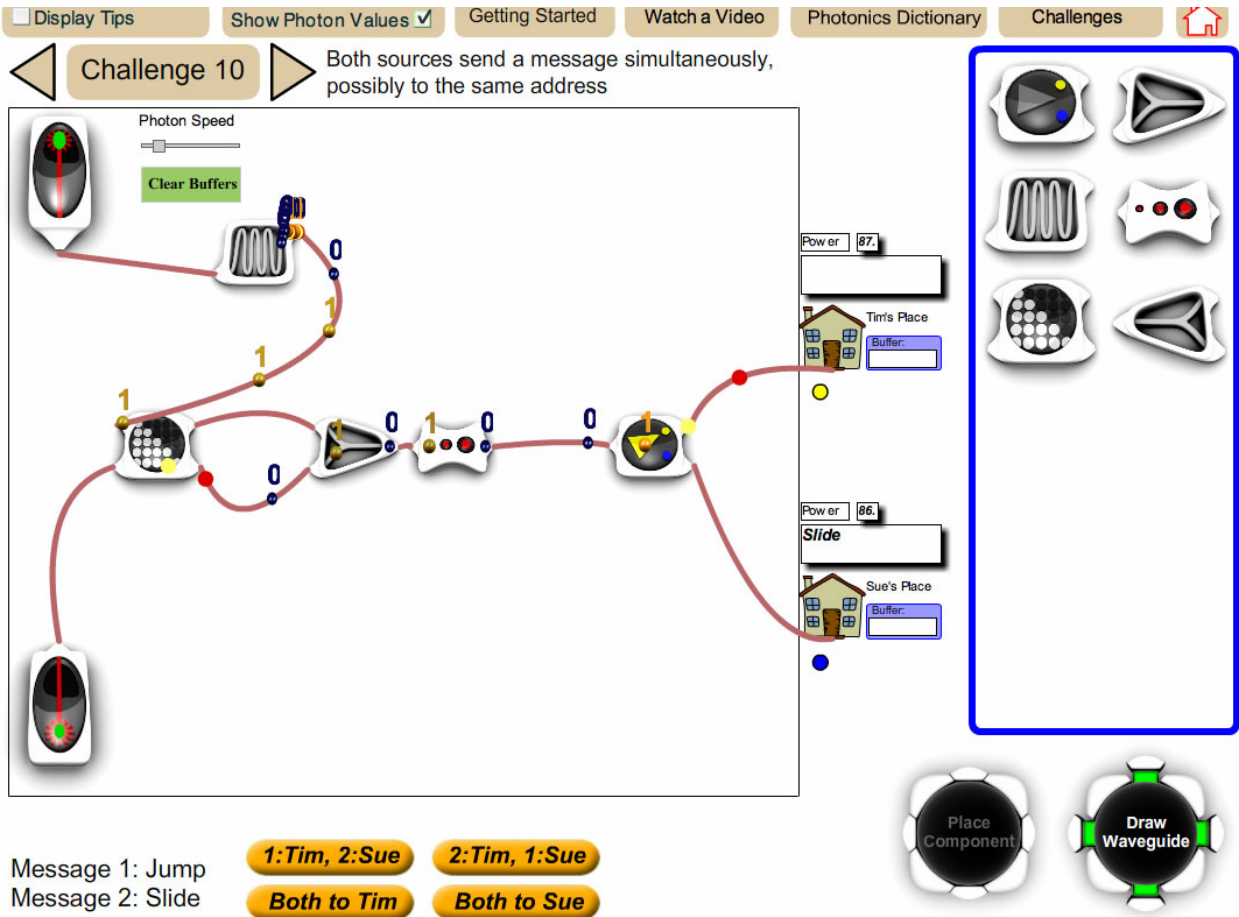 Display Tips
Show Photon Values
Getting Started
Watch a Video
Photonics Dictionary
Challenges
Challenge 10
Both sources send a message simultaneously,
possibly to the same address
Photon Speed
Clear Buffers
0
1
1
1
1
0
1
0
0
0
1
Power 87.
Tim's Place
Buffer:
Power 86.
Slide
Sue's Place
Buffer:
Place
Component
Draw
Waveguide
Message 1: Jump
Message 2: Slide
1:Tim, 2:Sue
2:Tim, 1:Sue
Both to Tim
Both to Sue